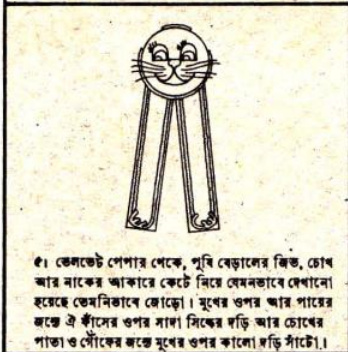 ৫। ভেলভেট পেপার থেকে, পুষি বেড়ালের জিভ, চোখ
আর নাকের আকারে কেটে নিয়ে যেমনভাবে দেখানো
হয়েছে তেমনিভাবে জোড়ো। মুখের ওপর আর পায়ের
জন্তে ঐ ফাঁসের ওপর সাদা সিল্কের দড়ি আর চোখের
পাতা ও গোঁফের জন্তে মুখের ওপর কালো দড়ি সাঁটো।